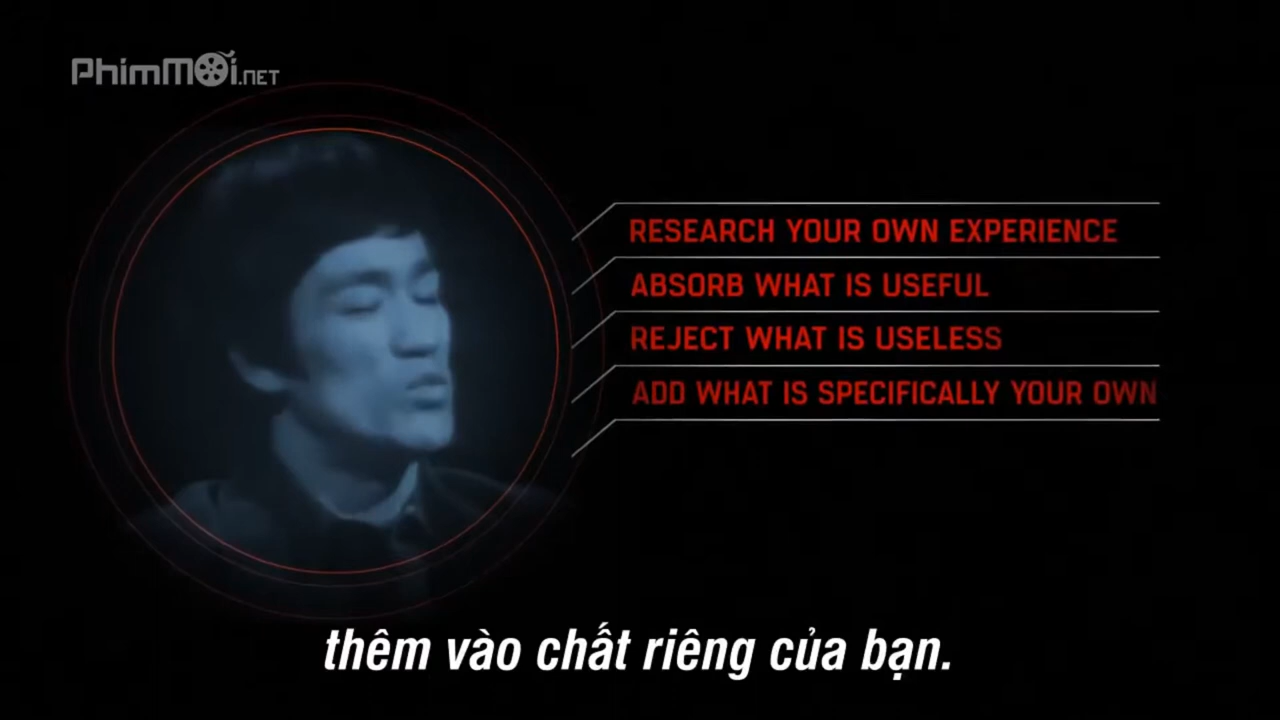 PhimMỚi.NET
RESEARCH YOUR OWN EXPERIENCE
ABSORB WHAT IS USEFUL
REJECT WHAT IS USELESS
ADD WHAT IS SPECIFICALLY YOUR OWN
thêm vào chất riêng của bạn.